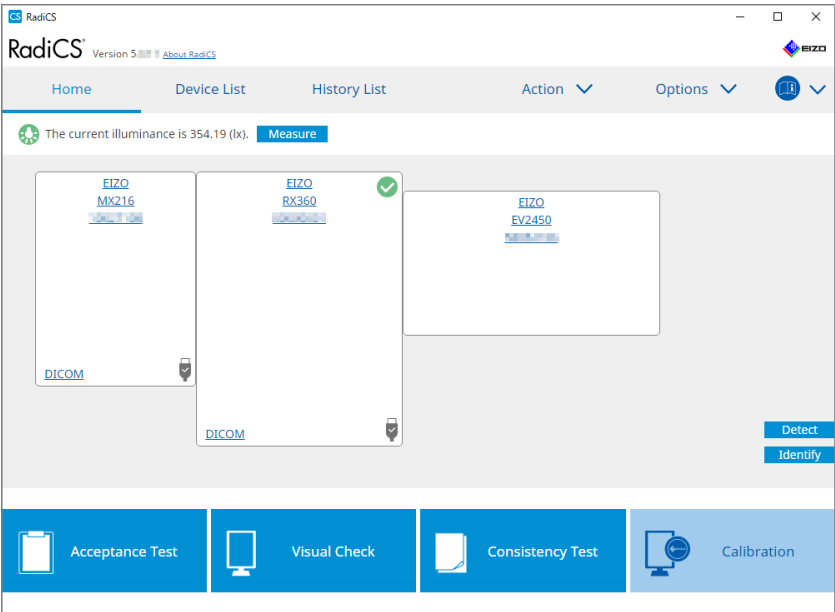 CS RadiCS
RadiCS Version 5. About RadiCS
EIZO
Home Device List History List Action Options
The current illuminance is 354.19 (lx). Measure
EIZO
MX216
DICOM
EIZO
RX360
DICOM
EIZO
EV2450
Detect
Identify
Acceptance Test Visual Check Consistency Test Calibration